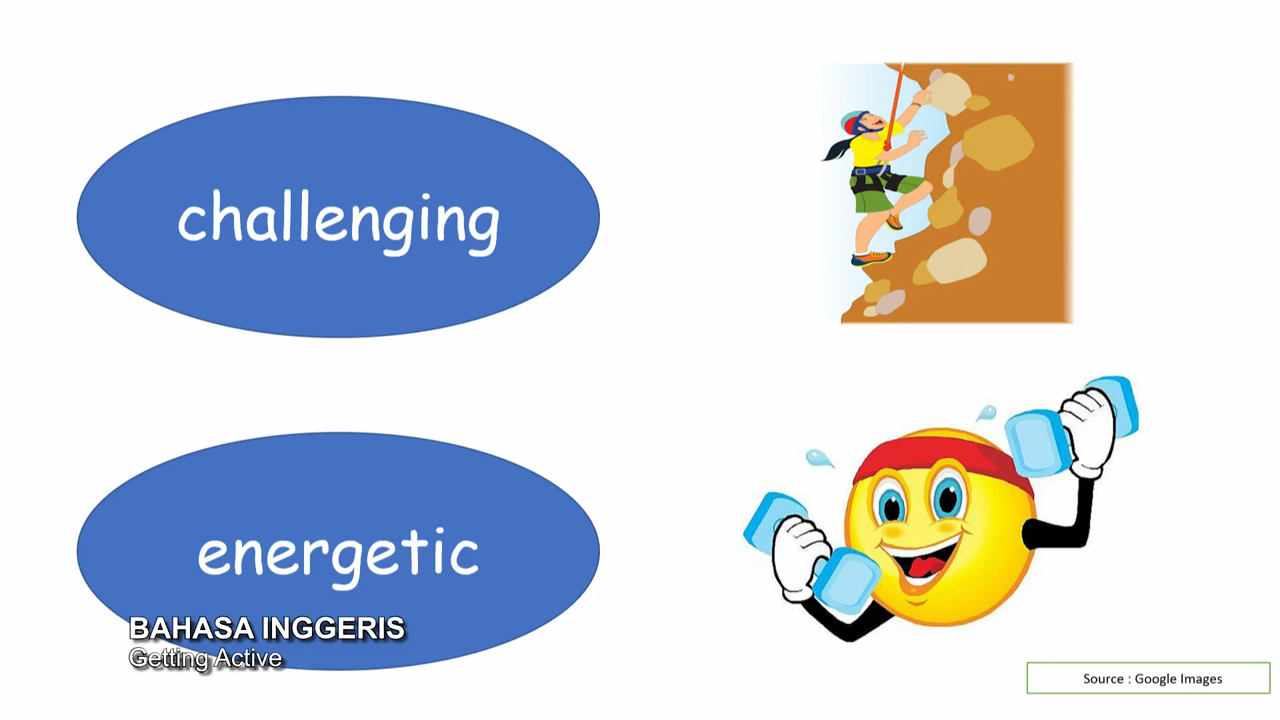 challenging
energetic
BAHASA INGGERIS
Getting Active
Source : Google Images